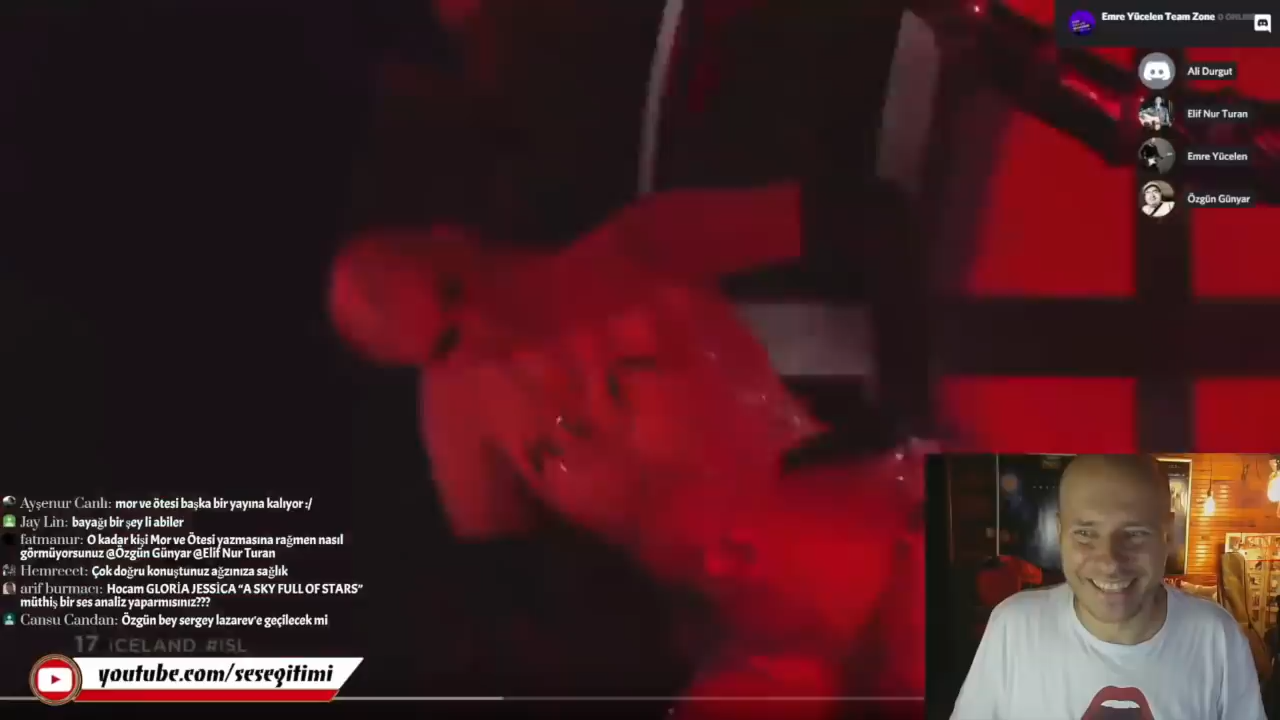 Emre Yücelen Team Zone
Ali Durgut
Elif Nur Turan
Emre Yücelen
Özgün Günyar
Ayşenur Canlı: mor ve ötesi başka bir yayına kalıyor :/
Jay Lin: bayağı bir şey li abiler
fatmanur: O kadar kişi Mor ve Ötesi yazmasına rağmen nasıl
görmüyorsunuz @Özgün Günyar @Elif Nur Turan
Hemrecet: Çok doğru konuştunuz ağzınıza sağlık
arif burmacı: Hocam GLORİA JESSİCA “A SKY FULL OF STARS”
müthiş bir ses analiz yaparmısınız???
Cansu Candan: Özgün bey sergey lazarev'e geçilecek mi
17 ICELAND #ISL
youtube.com/sesegitimi